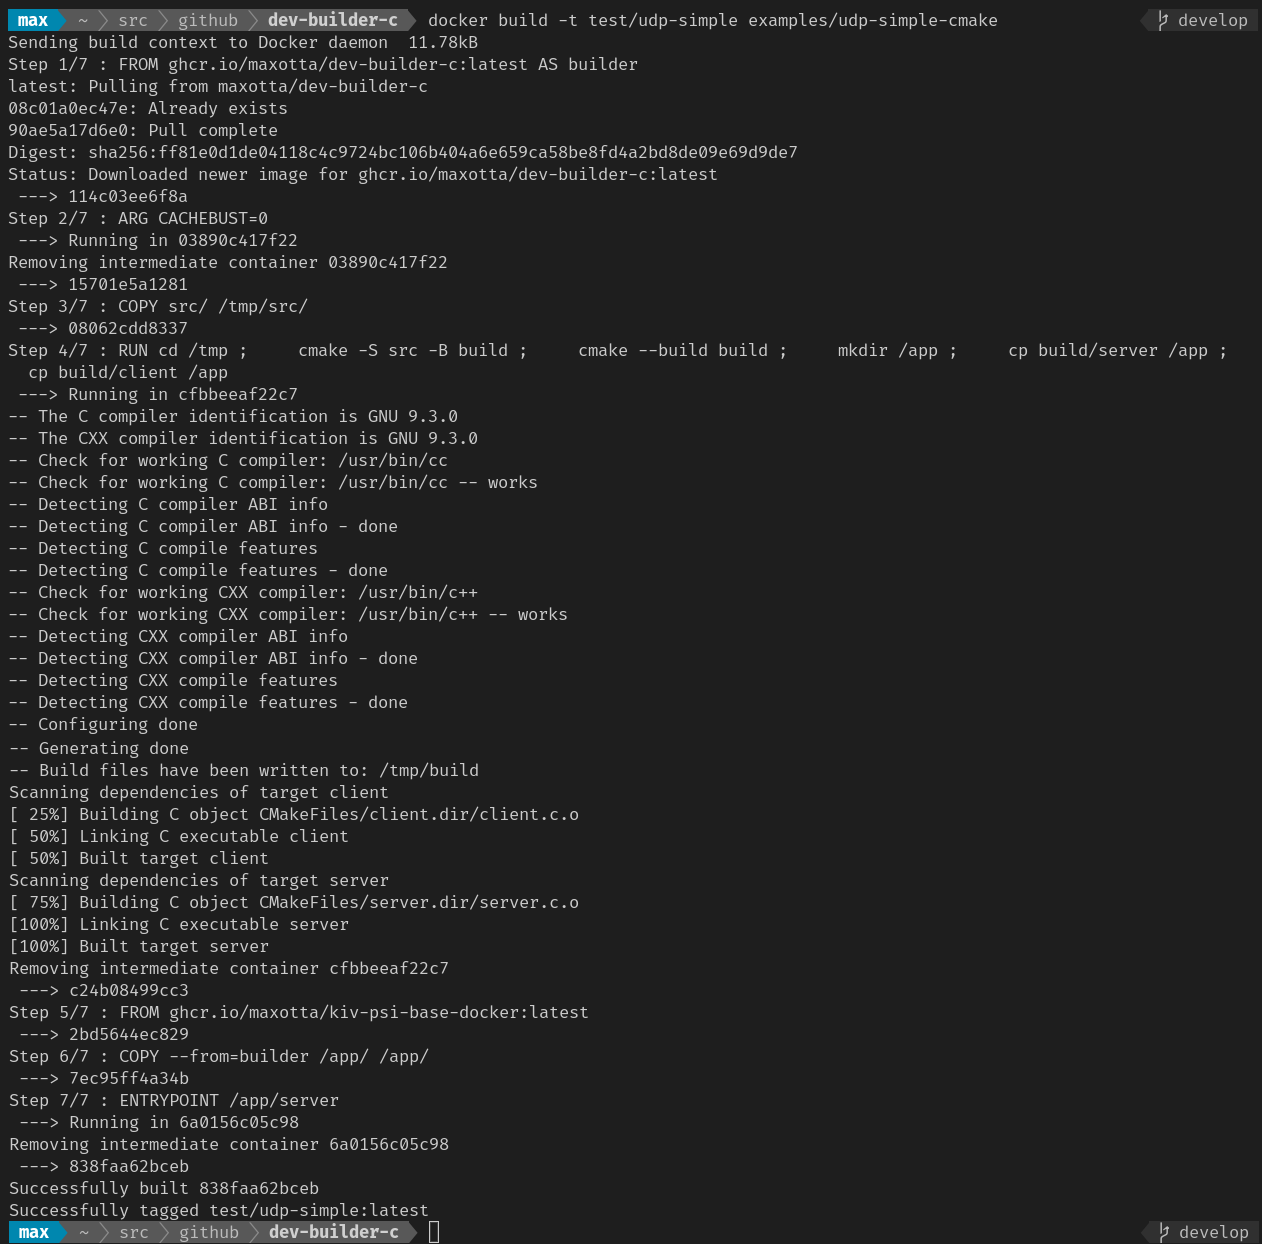 max ~ src github dev-builder-c docker build -t test/udp-simple examples/udp-simple-cmake develop
Sending build context to Docker daemon  11.78kB
Step 1/7 : FROM ghcr.io/maxotta/dev-builder-c:latest AS builder
latest: Pulling from maxotta/dev-builder-c
08c01a0ec47e: Already exists
90ae5a17d6e0: Pull complete
Digest: sha256:ff81e0d1de04118c4c9724bc106b404a6e659ca58be8fd4a2bd8de09e69d9de7
Status: Downloaded newer image for ghcr.io/maxotta/dev-builder-c:latest
 ---> 114c03ee6f8a
Step 2/7 : ARG CACHEBUST=0
 ---> Running in 03890c417f22
Removing intermediate container 03890c417f22
 ---> 15701e5a1281
Step 3/7 : COPY src/ /tmp/src/
 ---> 08062cdd8337
Step 4/7 : RUN cd /tmp ;     cmake -S src -B build ;     cmake --build build ;     mkdir /app ;     cp build/server /app ;
  cp build/client /app
 ---> Running in cfbbeeaf22c7
-- The C compiler identification is GNU 9.3.0
-- The CXX compiler identification is GNU 9.3.0
-- Check for working C compiler: /usr/bin/cc
-- Check for working C compiler: /usr/bin/cc -- works
-- Detecting C compiler ABI info
-- Detecting C compiler ABI info - done
-- Detecting C compile features
-- Detecting C compile features - done
-- Check for working CXX compiler: /usr/bin/c++
-- Check for working CXX compiler: /usr/bin/c++ -- works
-- Detecting CXX compiler ABI info
-- Detecting CXX compiler ABI info - done
-- Detecting CXX compile features
-- Detecting CXX compile features - done
-- Configuring done
-- Generating done
-- Build files have been written to: /tmp/build
Scanning dependencies of target client
[ 25%] Building C object CMakeFiles/client.dir/client.c.o
[ 50%] Linking C executable client
[ 50%] Built target client
Scanning dependencies of target server
[ 75%] Building C object CMakeFiles/server.dir/server.c.o
[100%] Linking C executable server
[100%] Built target server
Removing intermediate container cfbbeeaf22c7
 ---> c24b08499cc3
Step 5/7 : FROM ghcr.io/maxotta/kiv-psi-base-docker:latest
 ---> 2bd5644ec829
Step 6/7 : COPY --from=builder /app/ /app/
 ---> 7ec95ff4a34b
Step 7/7 : ENTRYPOINT /app/server
 ---> Running in 6a0156c05c98
Removing intermediate container 6a0156c05c98
 ---> 838faa62bceb
Successfully built 838faa62bceb
Successfully tagged test/udp-simple:latest
max ~ src github dev-builder-c develop